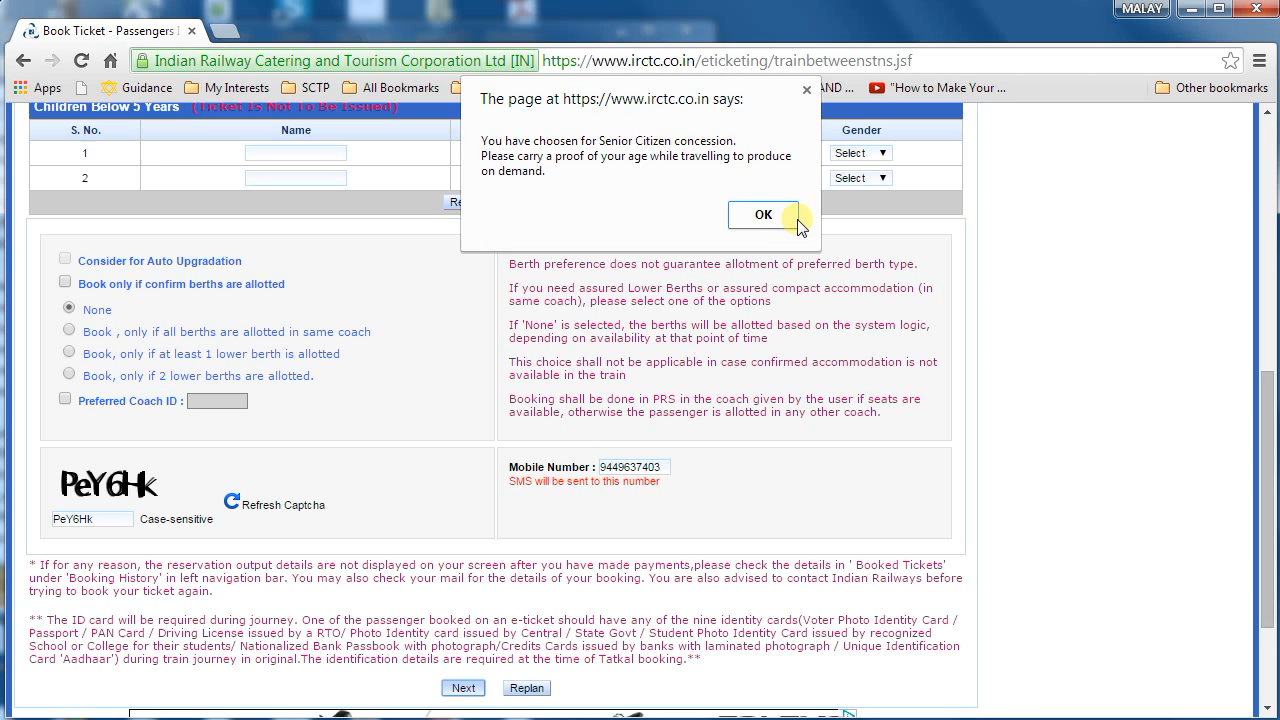 MALAY
Book Ticket - Passengers
Indian Railway Catering and Tourism Corporation Ltd [IN] https://www.irctc.co.in/eticketing/trainbetweenstns.jsf
Apps Guidance My Interests SCTP All Bookmarks AND ... "How to Make Your ... Other bookmarks
The page at https://www.irctc.co.in says:
You have choosen for Senior Citizen concession.
Please carry a proof of your age while travelling to produce
on demand.
OK
Children Below 5 Years (Ticket Is Not To Be Issued)
S. No. Name Gender
1 Select
2 Select
Consider for Auto Upgradation
Book only if confirm berths are allotted
None
Book , only if all berths are allotted in same coach
Book, only if at least 1 lower berth is allotted
Book, only if 2 lower berths are allotted.
Preferred Coach ID :
Berth preference does not guarantee allotment of preferred berth type.
If you need assured Lower Berths or assured compact accommodation (in
same coach), please select one of the options
If 'None' is selected, the berths will be allotted based on the system logic,
depending on availability at that point of time
This choice shall not be applicable in case confirmed accommodation is not
available in the train
Booking shall be done in PRS in the coach given by the user if seats are
available, otherwise the passenger is allotted in any other coach.
PeY6Hk
Refresh Captcha
PeY6Hk Case-sensitive
Mobile Number : 9449637403
SMS will be sent to this number
* If for any reason, the reservation output details are not displayed on your screen after you have made payments,please check the details in ' Booked Tickets'
under 'Booking History' in left navigation bar. You may also check your mail for the details of your booking. You are also advised to contact Indian Railways before
trying to book your ticket again.
** The ID card will be required during journey. One of the passenger booked on an e-ticket should have any of the nine identity cards(Voter Photo Identity Card /
Passport / PAN Card / Driving License issued by a RTO/ Photo Identity card issued by Central / State Govt / Student Photo Identity Card issued by recognized
School or College for their students/ Nationalized Bank Passbook with photograph/Credits Cards issued by banks with laminated photograph / Unique Identification
Card 'Aadhaar') during train journey in original.The identification details are required at the time of Tatkal booking.**
Next Replan